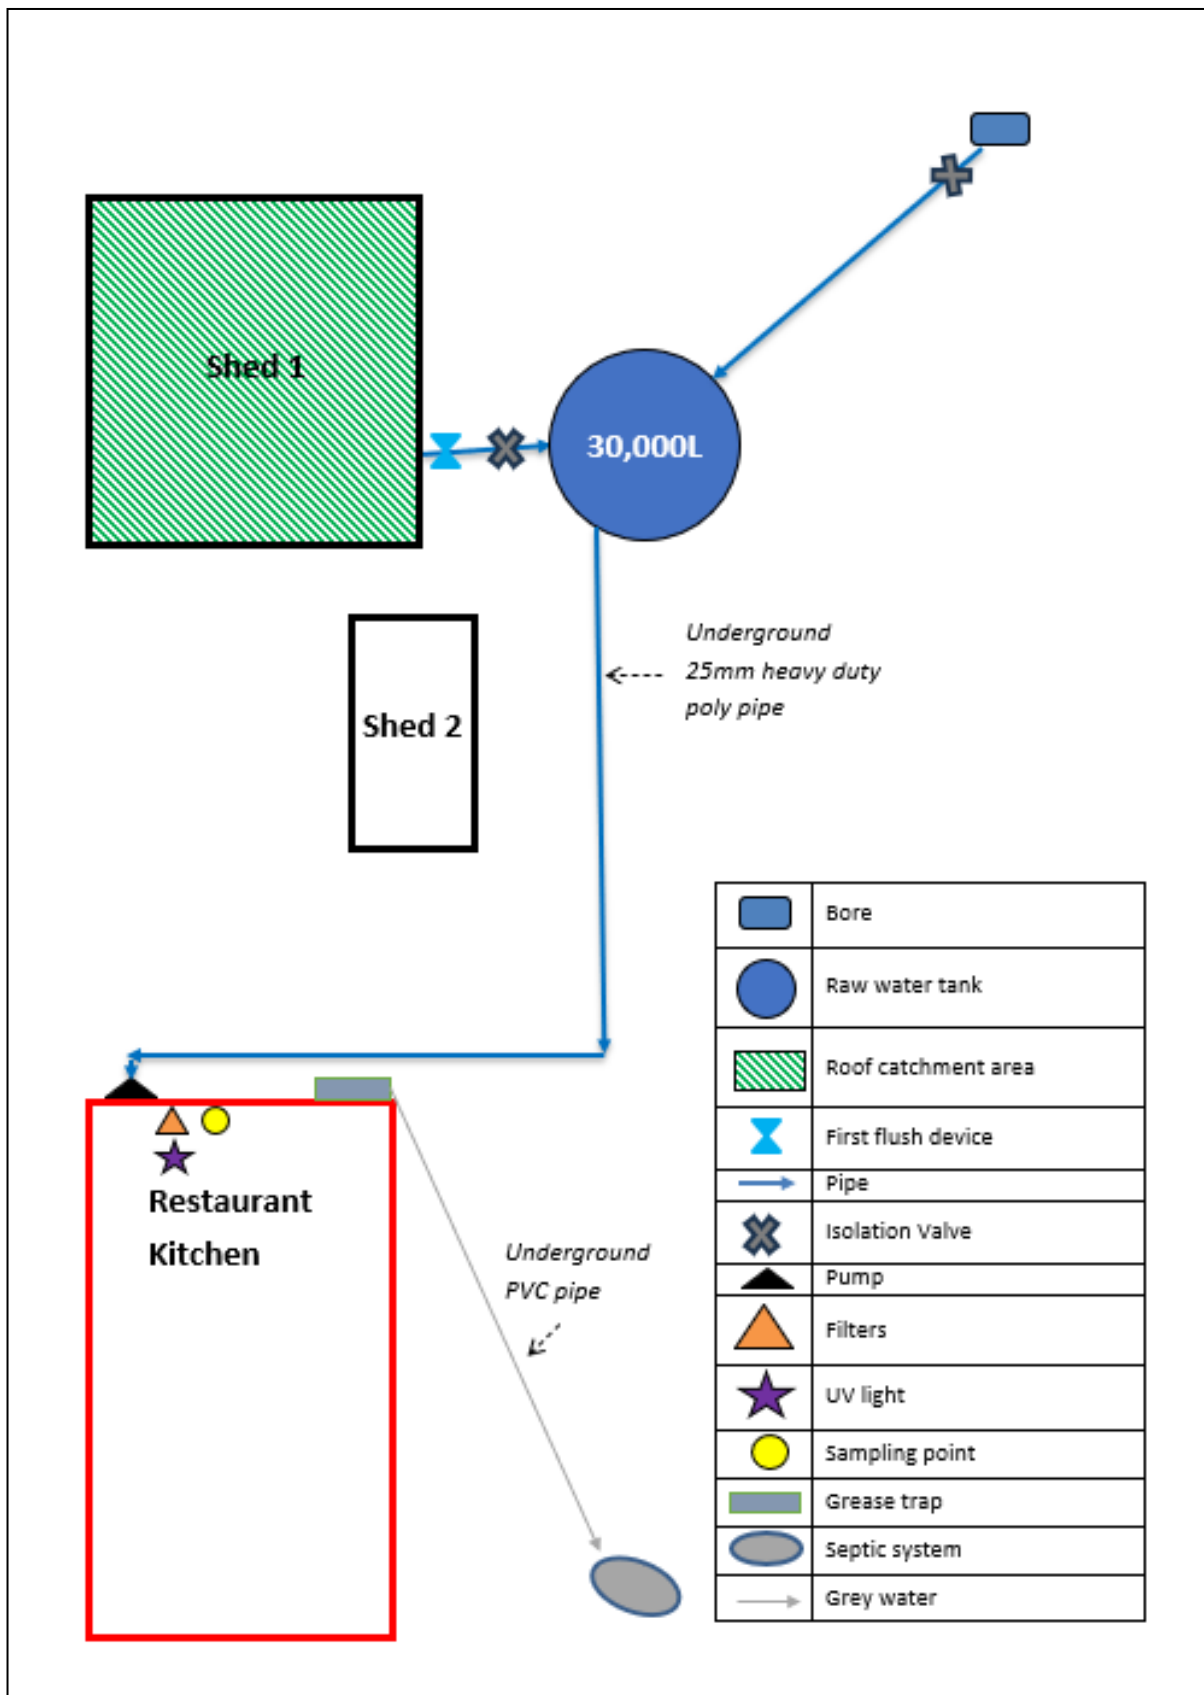 Shed 1
30,000L
Underground
25mm heavy duty
poly pipe
Shed 2
Restaurant
Kitchen
Underground
PVC pipe
Bore
Raw water tank
Roof catchment area
First flush device
Pipe
Isolation Valve
Pump
Filters
UV light
Sampling point
Grease trap
Septic system
Grey water